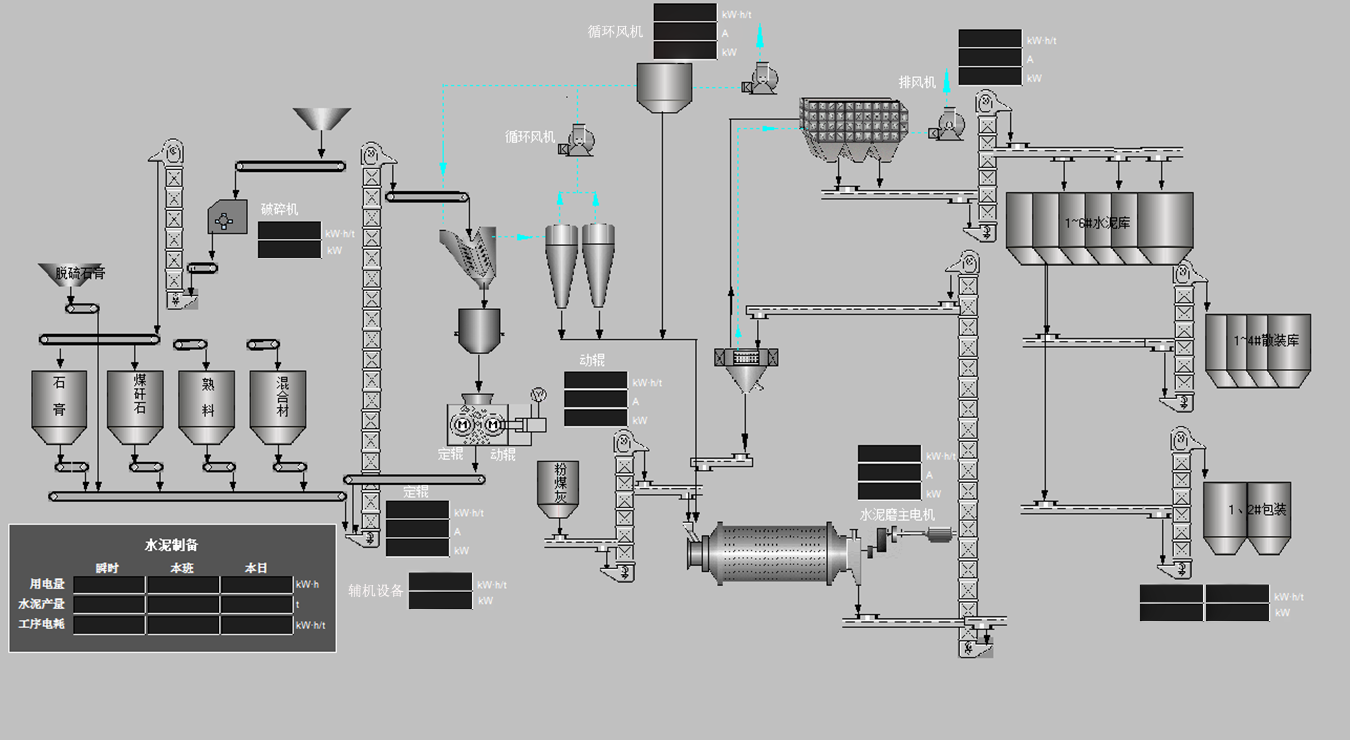 循环风机
kW·h/t
A
kW
kW·h/t
A
kW
排风机
循环风机
破碎机
kW·h/t
kW
脱硫石膏
1~6#水泥库
1~4#散装库
石膏
煤矸石
熟料
混合材
动辊
kW·h/t
A
kW
M
M
定辊
动辊
粉煤灰
定辊
kW·h/t
A
kW
kW·h/t
A
kW
水泥磨主电机
1、2#包装
辅机设备
kW·h/t
kW
kW·h/t
kW
水泥制备
瞬时 本班 本日
用电量 kW·h
水泥产量 t
工序电耗 kW·h/t